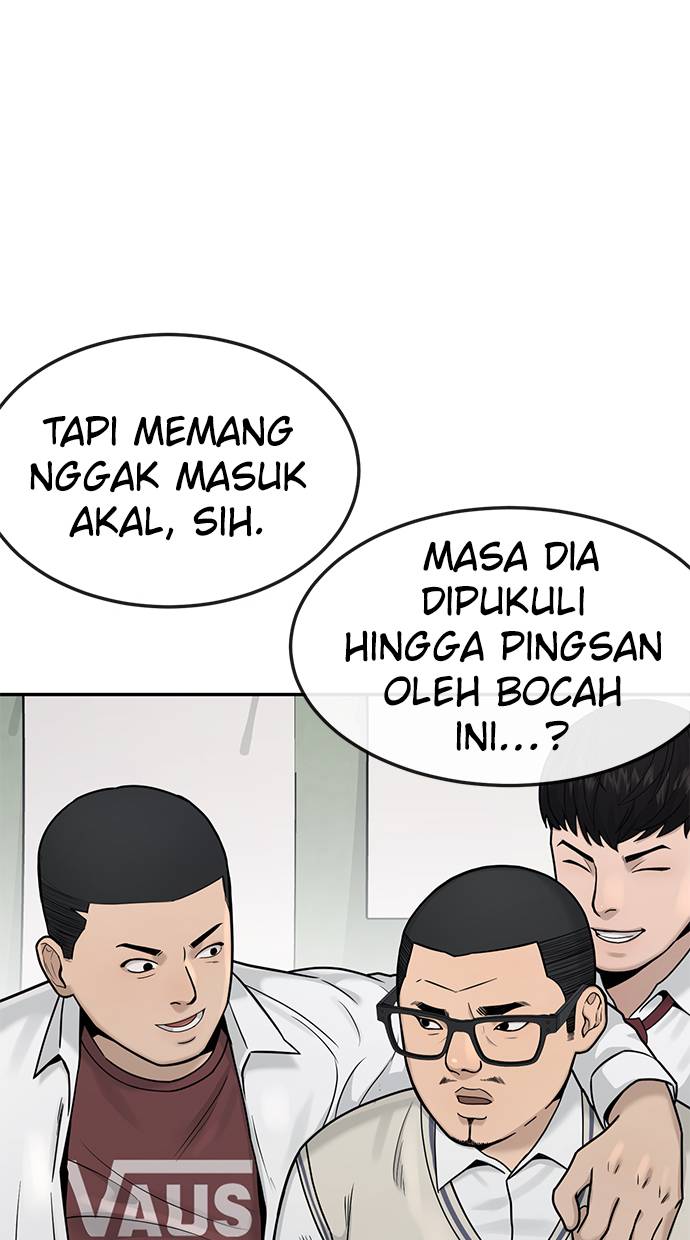 TAPI MEMANG
NGGAK MASUK
AKAL, SIH.
MASA DIA
DIPUKULI
HINGGA PINGSAN
OLEH BOCAH
INI...?
VAUS